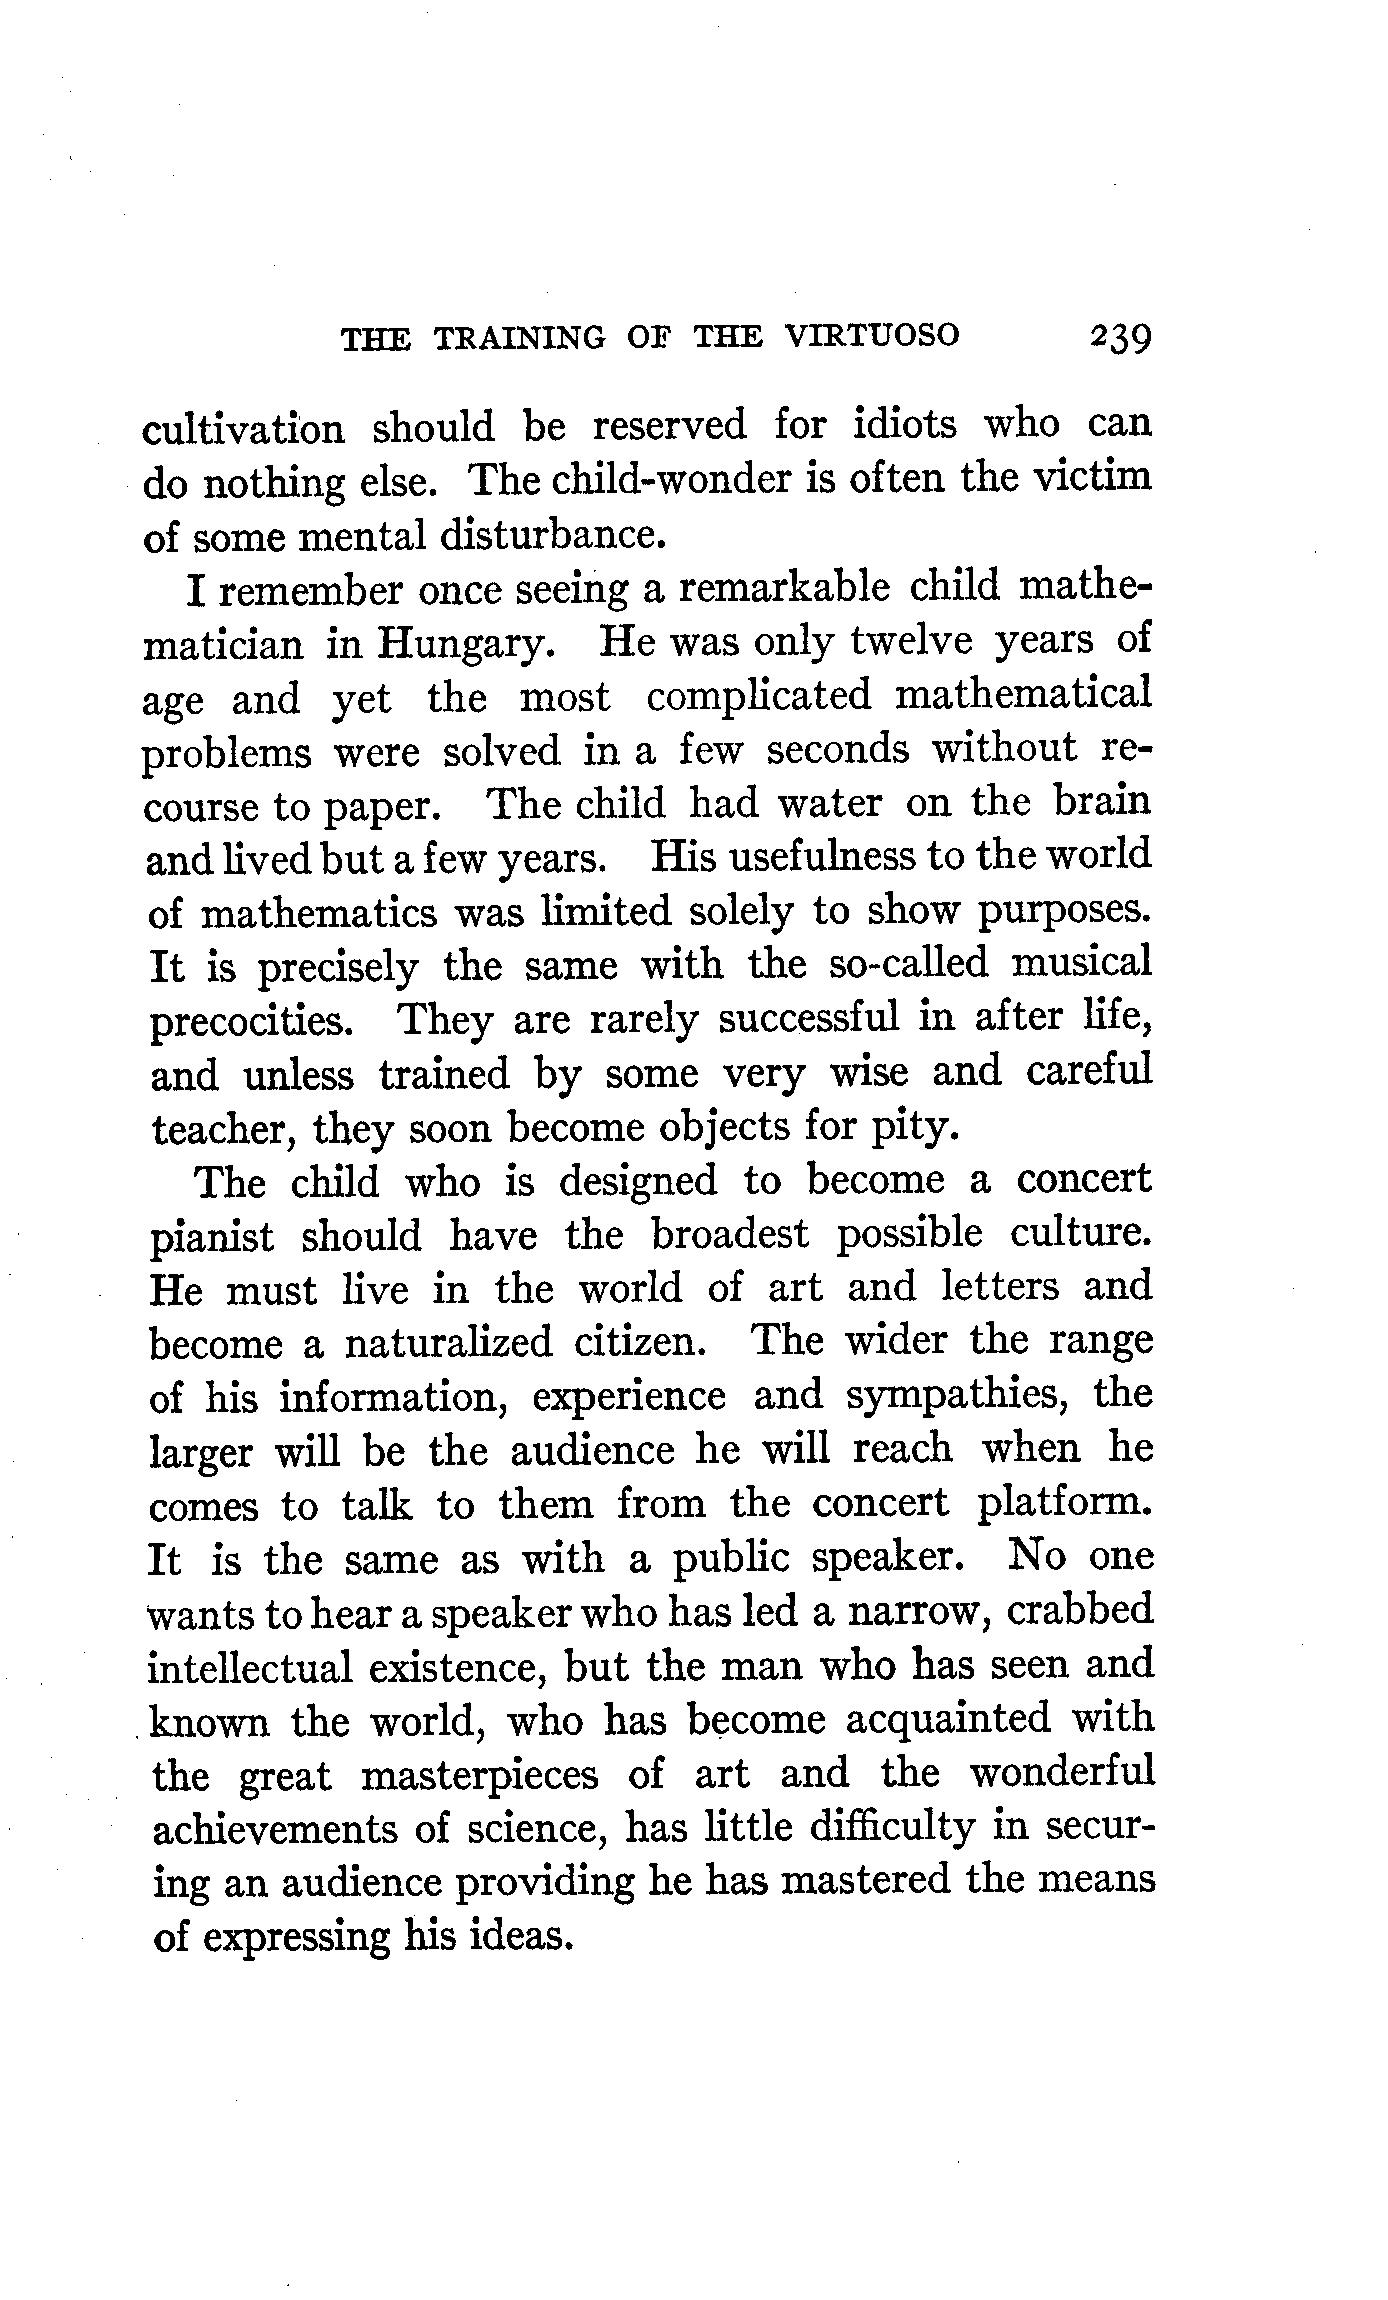 THE TRAINING OF THE VIRTUOSO 239
cultivation should be reserved for idiots who can
do nothing else. The child-wonder is often the victim
of some mental disturbance.
I remember once seeing a remarkable child mathe-
matician in Hungary. He was only twelve years of
age and yet the most complicated mathematical
problems were solved in a few seconds without re-
course to paper. The child had water on the brain
and lived but a few years. His usefulness to the world
of mathematics was limited solely to show purposes.
It is precisely the same with the so-called musical
precocities. They are rarely successful in after life,
and unless trained by some very wise and careful
teacher, they soon become objects for pity.
The child who is designed to become a concert
pianist should have the broadest possible culture.
He must live in the world of art and letters and
become a naturalized citizen. The wider the range
of his information, experience and sympathies, the
larger will be the audience he will reach when he
comes to talk to them from the concert platform.
It is the same as with a public speaker. No one
wants to hear a speaker who has led a narrow, crabbed
intellectual existence, but the man who has seen and
known the world, who has become acquainted with
the great masterpieces of art and the wonderful
achievements of science, has little difficulty in secur-
ing an audience providing he has mastered the means
of expressing his ideas.